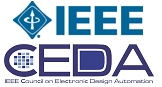 IEEE
CEDA
IEEE Council on Electronic Design Automation